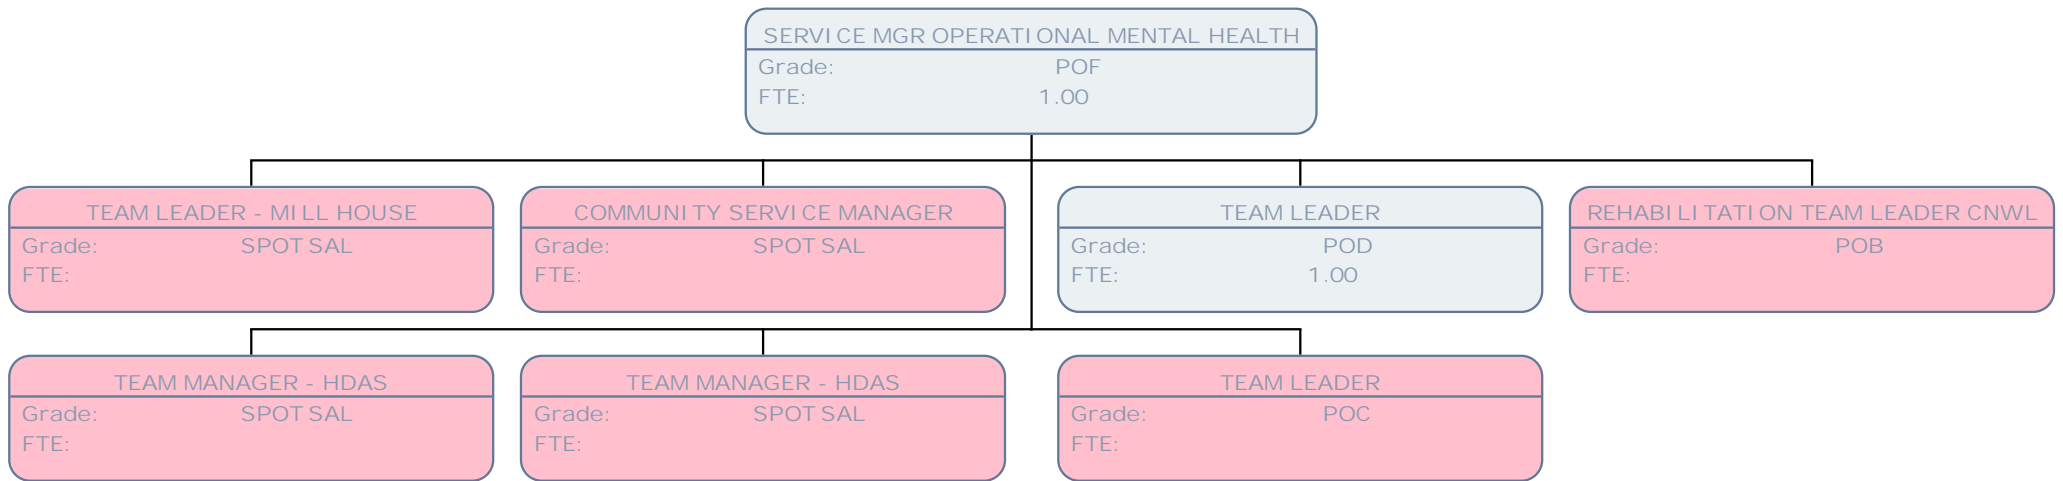 SERVICE MGR OPERATIONAL MENTAL HEALTH
Grade: POF
FTE: 1.00
TEAM LEADER - MILL HOUSE
Grade: SPOT SAL
FTE:
COMMUNITY SERVICE MANAGER
Grade: SPOT SAL
FTE:
TEAM LEADER
Grade: POD
FTE: 1.00
REHABILITATION TEAM LEADER CNWL
Grade: POB
FTE:
TEAM MANAGER - HDAS
Grade: SPOT SAL
FTE:
TEAM MANAGER - HDAS
Grade: SPOT SAL
FTE:
TEAM LEADER
Grade: POC
FTE: